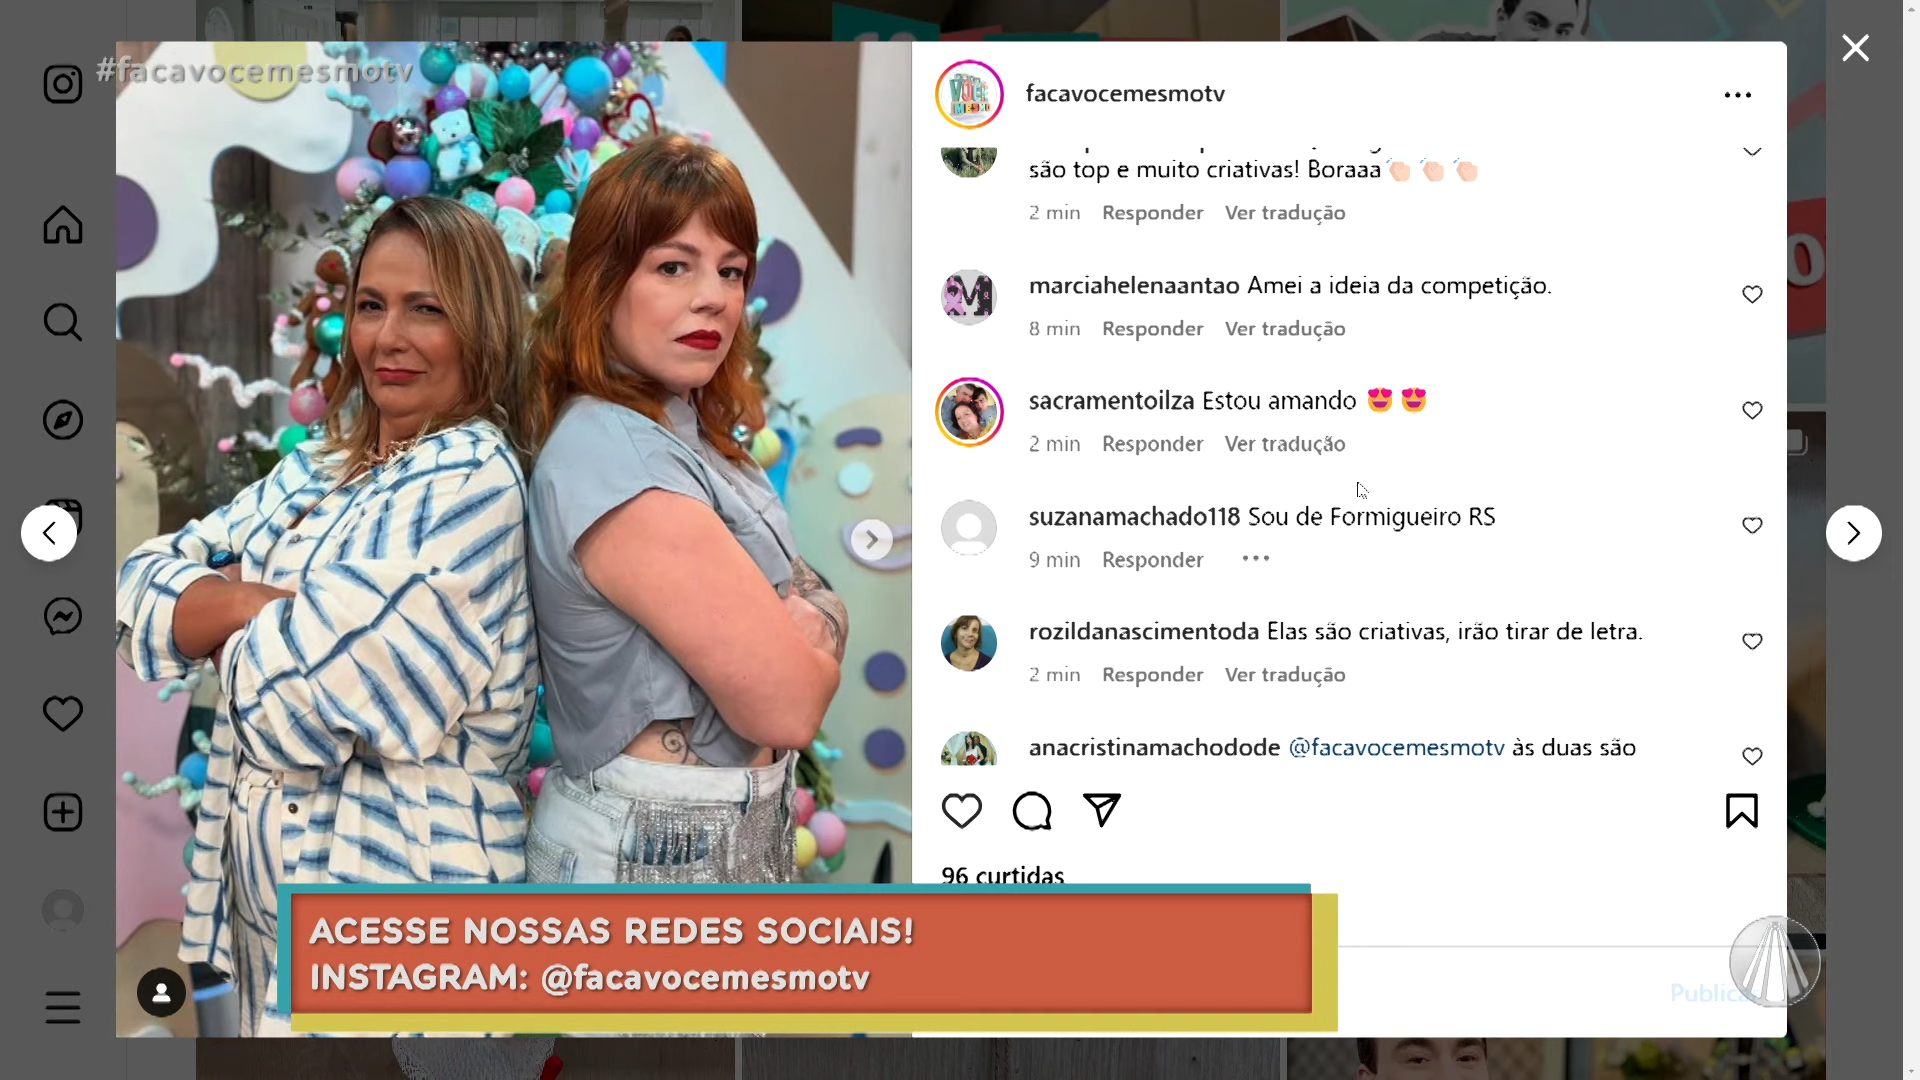 #facavocemesmotv
facavocemesmotv
são top e muito criativas! Boraaa
2 min Responder Ver tradução
marciahelenaantao Amei a ideia da competição.
8 min Responder Ver tradução
sacramentoilza Estou amando
2 min Responder Ver tradução
suzanamachado118 Sou de Formigueiro RS
9 min Responder
rozildanascimentoda Elas são criativas, irão tirar de letra.
2 min Responder Ver tradução
anacristinamachodode @facavocemesmotv às duas são
96 curtidas
ACESSE NOSSAS REDES SOCIAIS!
INSTAGRAM: @facavocemesmotv